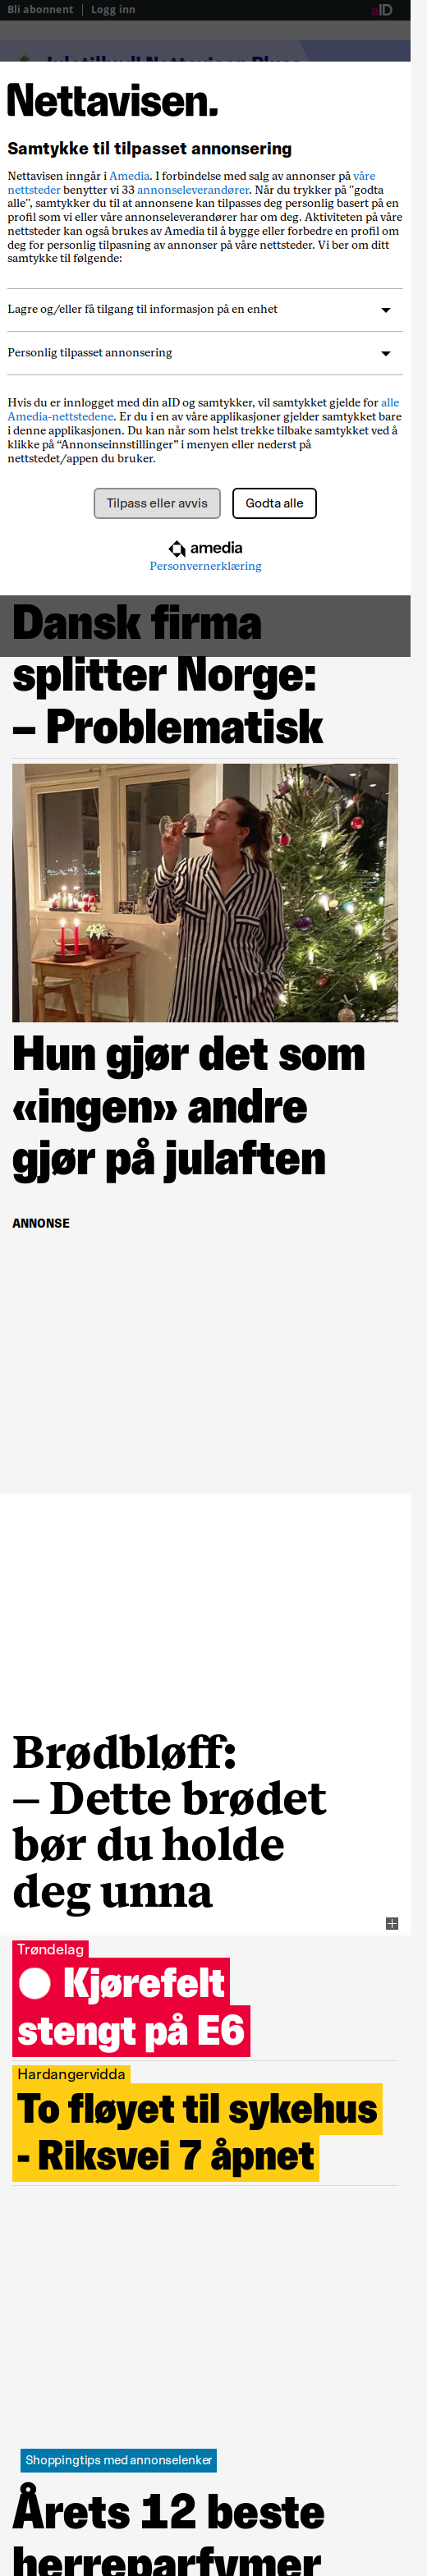 Bli abonnent | Logg inn
aID
Nettavisen.
Samtykke til tilpasset annonsering
Nettavisen inngår i Amedia. I forbindelse med salg av annonser på våre
nettsteder benytter vi 33 annonseleverandører. Når du trykker på "godta
alle", samtykker du til at annonsene kan tilpasses deg personlig basert på en
profil som vi eller våre annonseleverandører har om deg. Aktiviteten på våre
nettsteder kan også brukes av Amedia til å bygge eller forbedre en profil om
deg for personlig tilpasning av annonser på våre nettsteder. Vi ber om ditt
samtykke til følgende:
Lagre og/eller få tilgang til informasjon på en enhet
Personlig tilpasset annonsering
Hvis du er innlogget med din aID og samtykker, vil samtykket gjelde for alle
Amedia-nettstedene. Er du i en av våre applikasjoner gjelder samtykket bare
i denne applikasjonen. Du kan når som helst trekke tilbake samtykket ved å
klikke på “Annonseinnstillinger” i menyen eller nederst på
nettstedet/appen du bruker.
Tilpass eller avvis
Godta alle
amedia
Personvernerklæring
Dansk firma
splitter Norge:
– Problematisk
Hun gjør det som
«ingen» andre
gjør på julaften
ANNONSE
Brødbløff:
– Dette brødet
bør du holde
deg unna
Trøndelag
Kjørefelt
stengt på E6
Hardangervidda
To fløyet til sykehus
- Riksvei 7 åpnet
Shoppingtips med annonselenker
Årets 12 beste
herreparfymer